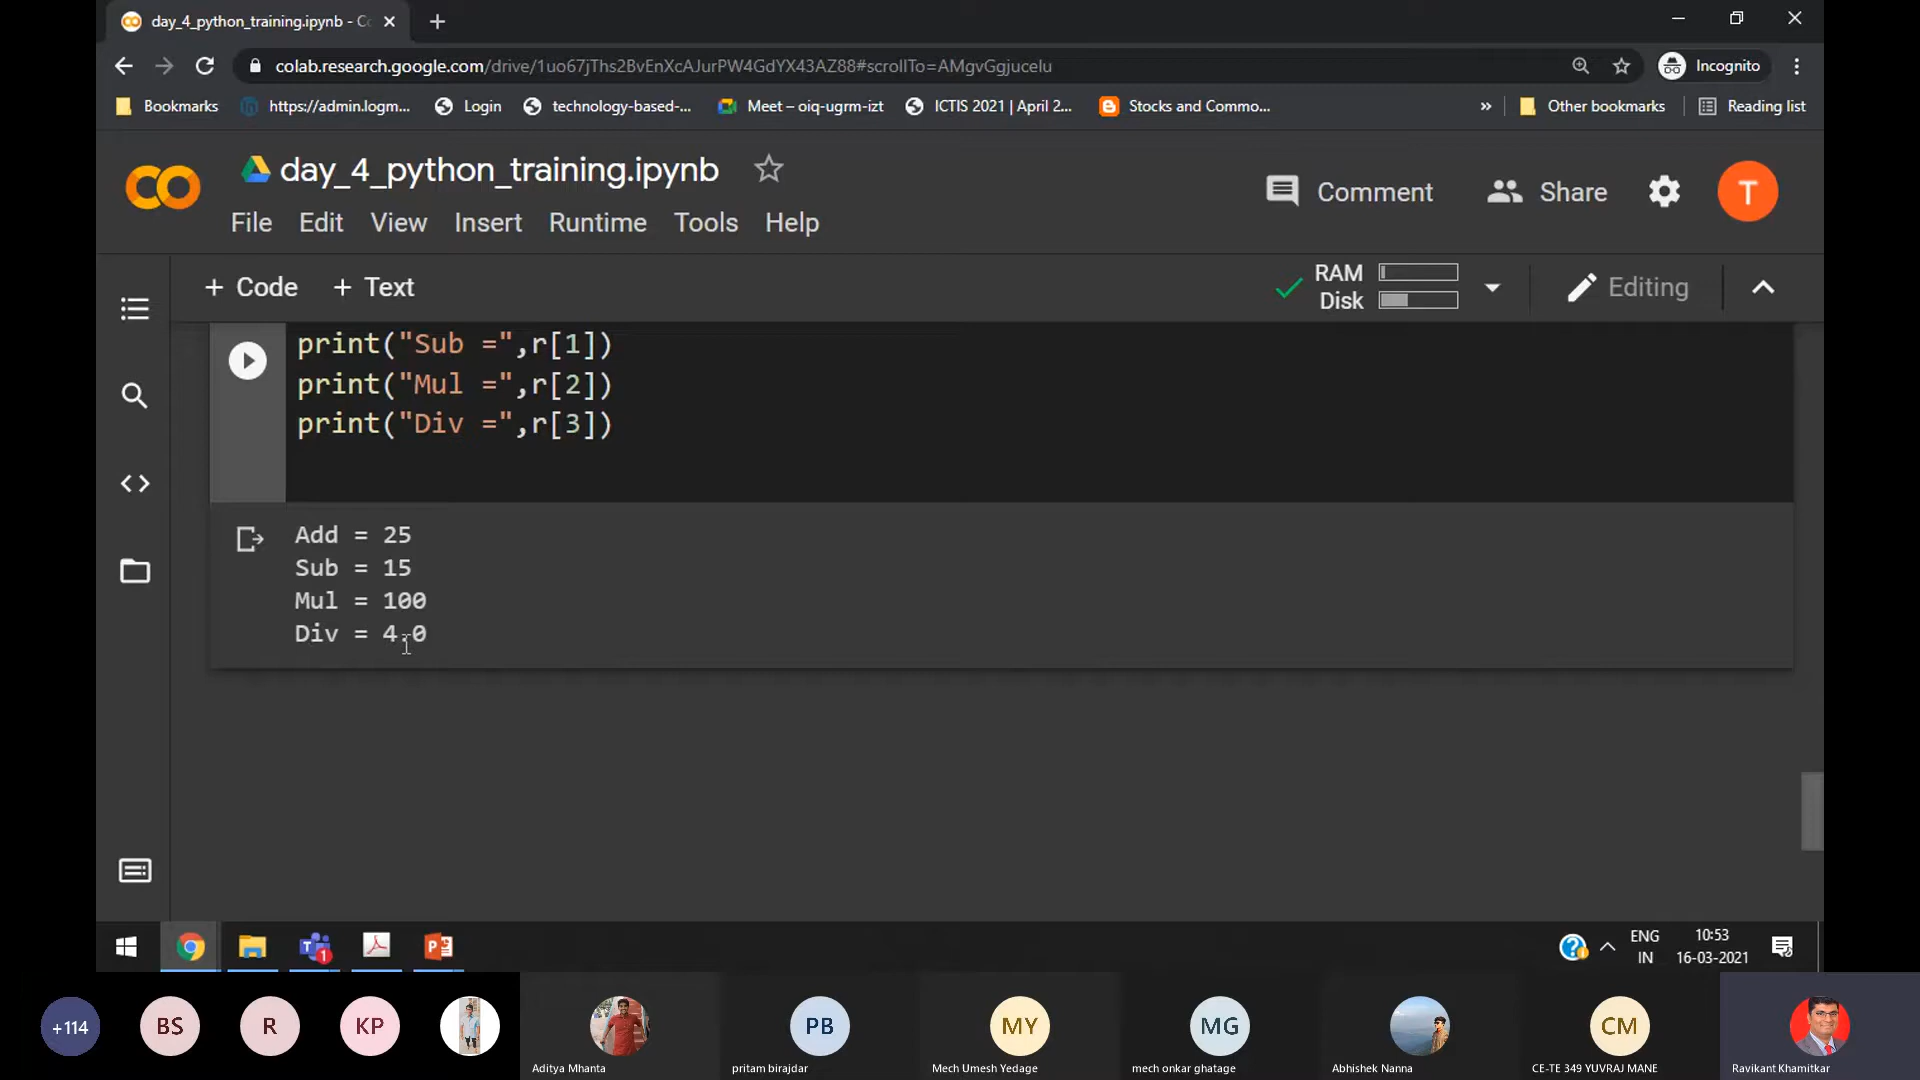 day_4_python_training.ipynb - Co
colab.research.google.com/drive/1uo67jThs2BvEnXcAJurPW4GdYX43AZ88#scrollTo=AMgvGgjucelu
Incognito
Bookmarks
https://admin.logm...
Login
technology-based-...
Meet – oiq-ugrm-izt
ICTIS 2021 | April 2...
Stocks and Commo...
»
Other bookmarks
Reading list
CO
day_4_python_training.ipynb
Comment
Share
T
File Edit View Insert Runtime Tools Help
+ Code + Text
RAM
Disk
Editing
print("Sub =",r[1])
print("Mul =",r[2])
print("Div =",r[3])
Add = 25
Sub = 15
Mul = 100
Div = 4.0
ENG
IN
10:53
16-03-2021
+114
BS
R
KP
PB
MY
MG
CM
Aditya Mhanta
pritam birajdar
Mech Umesh Yedage
mech onkar ghatage
Abhishek Nanna
CE-TE 349 YUVRAJ MANE
Ravikant Khamitkar